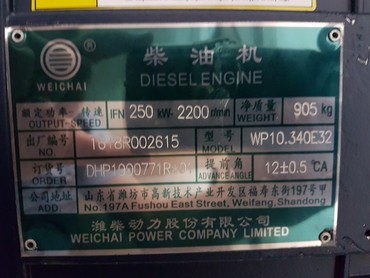 柴油机
WEICHAI
DIESEL ENGINE
额定功率-转速 IFN 250 kW- 2200 r/min 净质量 905 kg
OUTPUT-SPEED WEIGHT
出厂编号 002615 型号 WP10.340E32
NO. MODEL
订货号 提前角 12±0.5 °CA
ORDER ADVANCEANGLE
公司地址 山东省潍坊市高新技术产业开发区福寿东街197号甲
ADD No.197A Fushou East Street, Weifang,Shandong
潍柴动力股份有限公司
WEICHAI POWER COMPANY LIMITED